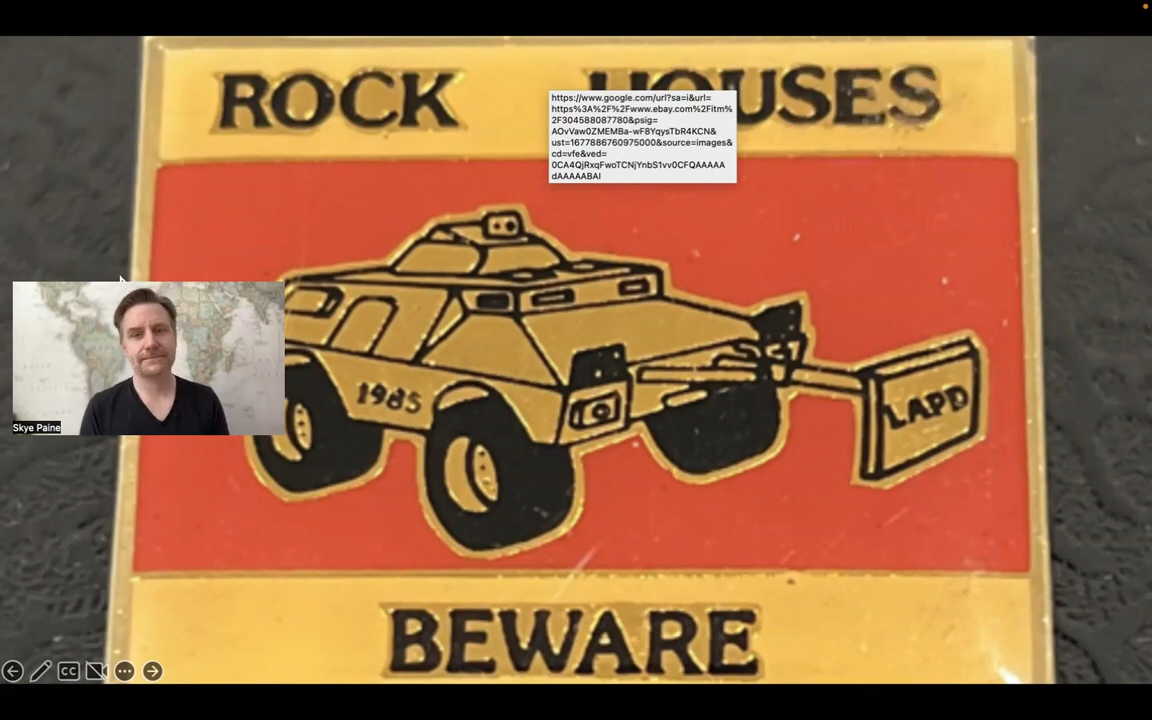 ROCK HOUSES
https://www.google.com/url?sa=i&url=
https%3A%2F%2Fwww.ebay.com%2Fitm%
2F304588087780&psig=
AOvVaw0ZMEMBa-wF8YqysTbR4KCN&
ust=1677886760975000&source=images&
cd=vfe&ved=
0CA4QjRxqFwoTCNjYnbS1vv0CFQAAAAA
dAAAAABAI
1985
LAPD
Skye Paine
BEWARE
CC